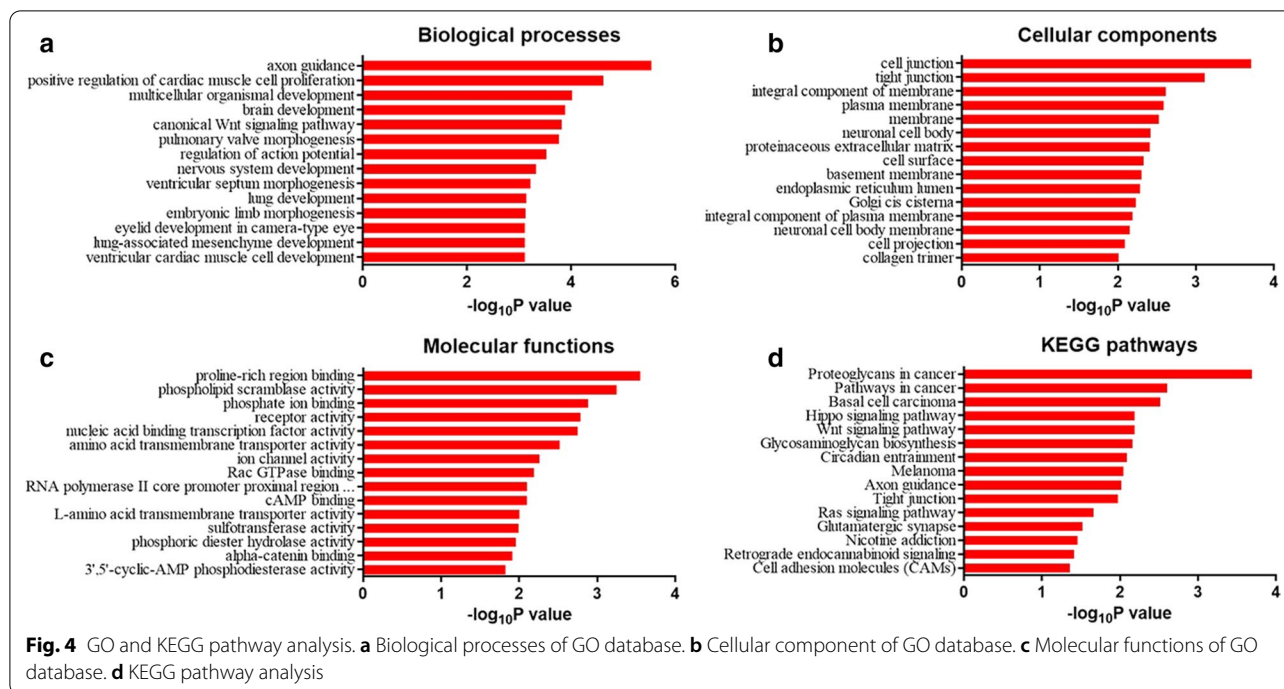 a
Biological processes
axon guidance
positive regulation of cardiac muscle cell proliferation
multicellular organismal development
brain development
canonical Wnt signaling pathway
pulmonary valve morphogenesis
regulation of action potential
nervous system development
ventricular septum morphogenesis
lung development
embryonic limb morphogenesis
eyelid development in camera-type eye
lung-associated mesenchyme development
ventricular cardiac muscle cell development
0 2 4 6
-log10P value
b
Cellular components
cell junction
tight junction
integral component of membrane
plasma membrane
membrane
neuronal cell body
proteinaceous extracellular matrix
cell surface
basement membrane
endoplasmic reticulum lumen
Golgi cis cisterna
integral component of plasma membrane
neuronal cell body membrane
cell projection
collagen trimer
0 1 2 3 4
-log10P value
c
Molecular functions
proline-rich region binding
phospholipid scramblase activity
phosphate ion binding
receptor activity
nucleic acid binding transcription factor activity
amino acid transmembrane transporter activity
ion channel activity
Rac GTPase binding
RNA polymerase II core promoter proximal region ...
cAMP binding
L-amino acid transmembrane transporter activity
sulfotransferase activity
phosphoric diester hydrolase activity
alpha-catenin binding
3',5'-cyclic-AMP phosphodiesterase activity
0 1 2 3 4
-log10P value
d
KEGG pathways
Proteoglycans in cancer
Pathways in cancer
Basal cell carcinoma
Hippo signaling pathway
Wnt signaling pathway
Glycosaminoglycan biosynthesis
Circadian entrainment
Melanoma
Axon guidance
Tight junction
Ras signaling pathway
Glutamatergic synapse
Nicotine addiction
Retrograde endocannabinoid signaling
Cell adhesion molecules (CAMs)
0 1 2 3 4
-log10P value
Fig. 4 GO and KEGG pathway analysis. a Biological processes of GO database. b Cellular component of GO database. c Molecular functions of GO
database. d KEGG pathway analysis